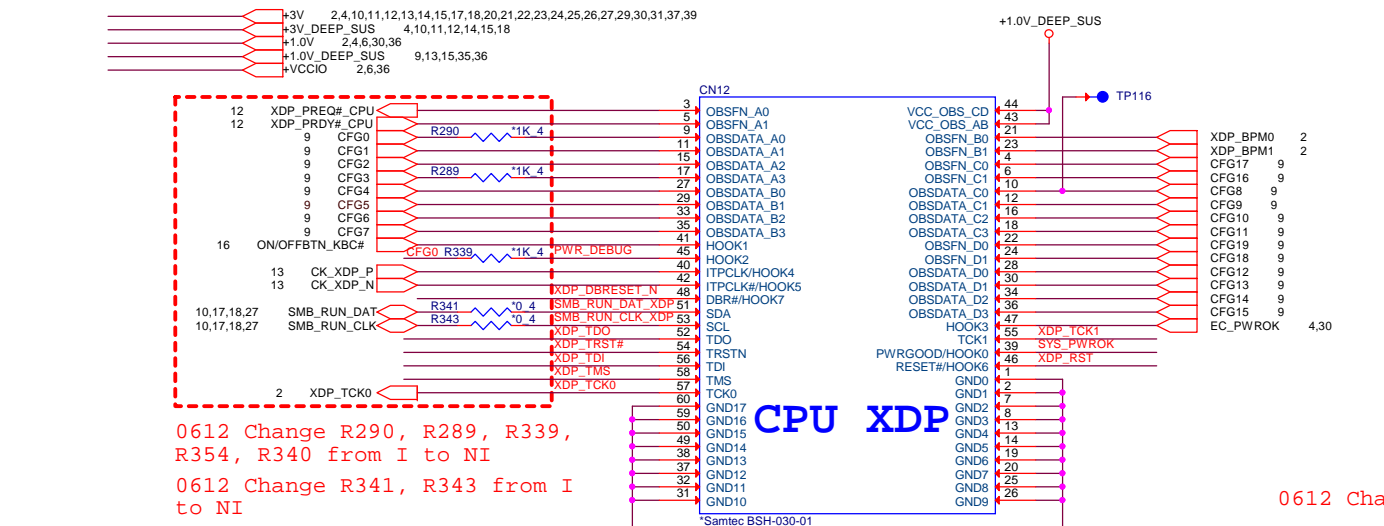 +3V 2,4,10,11,12,13,14,15,17,18,20,21,22,23,24,25,26,27,29,30,31,37,39
+3V_DEEP_SUS 4,10,11,12,14,15,18
+1.0V 2,4,6,30,36
+1.0V_DEEP_SUS 9,13,15,35,36
+VCCIO 2,6,36
+1.0V_DEEP_SUS
TP116
CN12
12 XDP_PREQ#_CPU 3 OBSFN_A0 VCC_OBS_CD 44
12 XDP_PRDY#_CPU 5 OBSFN_A1 VCC_OBS_AB 43
9 CFG0 R290 *1K_4 9 OBSDATA_A0 OBSFN_B0 21 XDP_BPM0 2
9 CFG1 11 OBSDATA_A1 OBSFN_B1 23 XDP_BPM1 2
9 CFG2 15 OBSDATA_A2 OBSFN_C0 4 CFG17 9
9 CFG3 R289 *1K_4 17 OBSDATA_A3 OBSFN_C1 6 CFG16 9
9 CFG4 27 OBSDATA_B0 OBSDATA_C0 10 CFG8 9
9 CFG5 29 OBSDATA_B1 OBSDATA_C1 12 CFG9 9
9 CFG6 33 OBSDATA_B2 OBSDATA_C2 16 CFG10 9
9 CFG7 35 OBSDATA_B3 OBSDATA_C3 18 CFG11 9
16 ON/OFFBTN_KBC# 41 HOOK1 OBSFN_D0 22 CFG19 9
CFG0 R339 *1K_4 PWR_DEBUG 45 HOOK2 OBSFN_D1 24 CFG18 9
13 CK_XDP_P 40 ITPCLK/HOOK4 OBSDATA_D0 28 CFG12 9
13 CK_XDP_N 42 ITPCLK#/HOOK5 OBSDATA_D1 30 CFG13 9
XDP_DBRESET_N 48 DBR#/HOOK7 OBSDATA_D2 34 CFG14 9
10,17,18,27 SMB_RUN_DAT R341 *0_4 SMB_RUN_DAT_XDP 51 SDA OBSDATA_D3 36 CFG15 9
10,17,18,27 SMB_RUN_CLK R343 *0_4 SMB_RUN_CLK_XDP 53 SCL HOOK3 47 EC_PWROK 4,30
XDP_TDO 52 TDO TCK1 55 XDP_TCK1
XDP_TRST# 54 TRSTN PWRGOOD/HOOK0 39 SYS_PWROK
XDP_TDI 56 TDI RESET#/HOOK6 46 XDP_RST
XDP_TMS 58 TMS GND0 1
2 XDP_TCK0 XDP_TCK0 57 TCK0 GND1 2
60 GND17 GND2 7
59 GND16 GND3 8
50 GND15 GND4 13
49 GND14 GND5 14
38 GND13 GND6 19
37 GND12 GND7 20
32 GND11 GND8 25
31 GND10 GND9 26
CPU XDP
*Samtec BSH-030-01
0612 Change R290, R289, R339,
R354, R340 from I to NI
0612 Change R341, R343 from I
to NI
0612 Cha